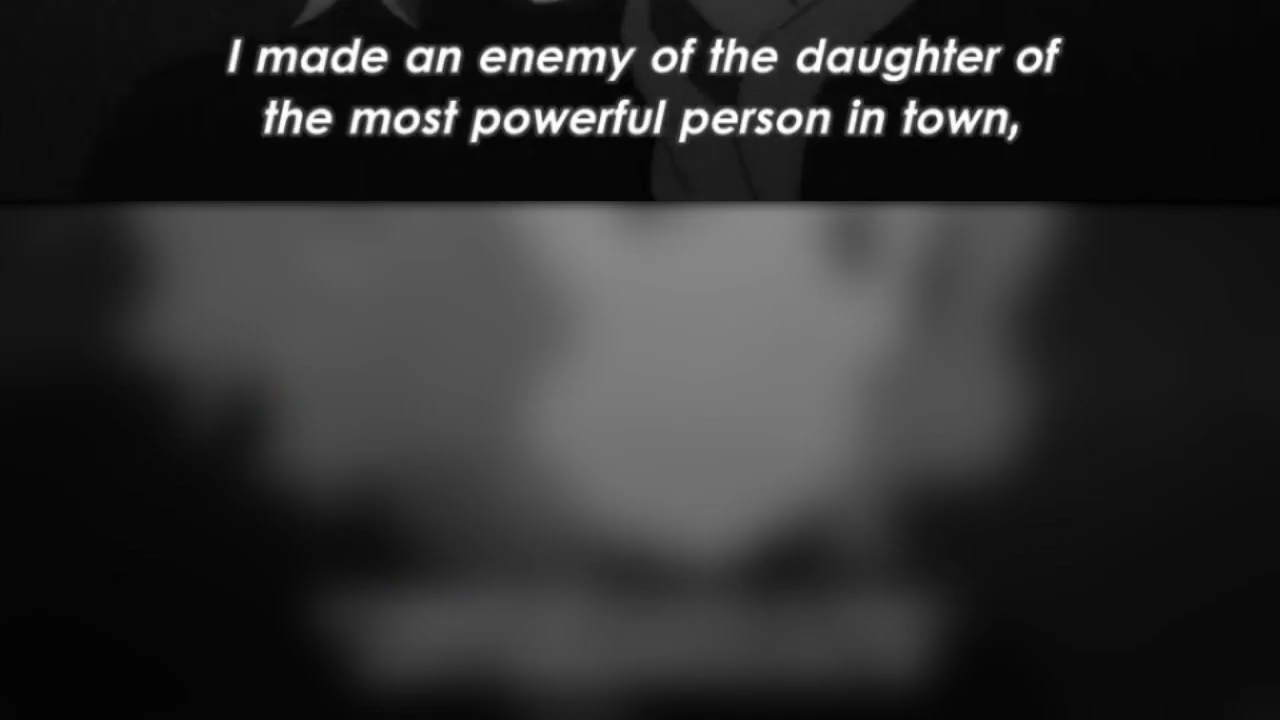 I made an enemy of the daughter of
the most powerful person in town,